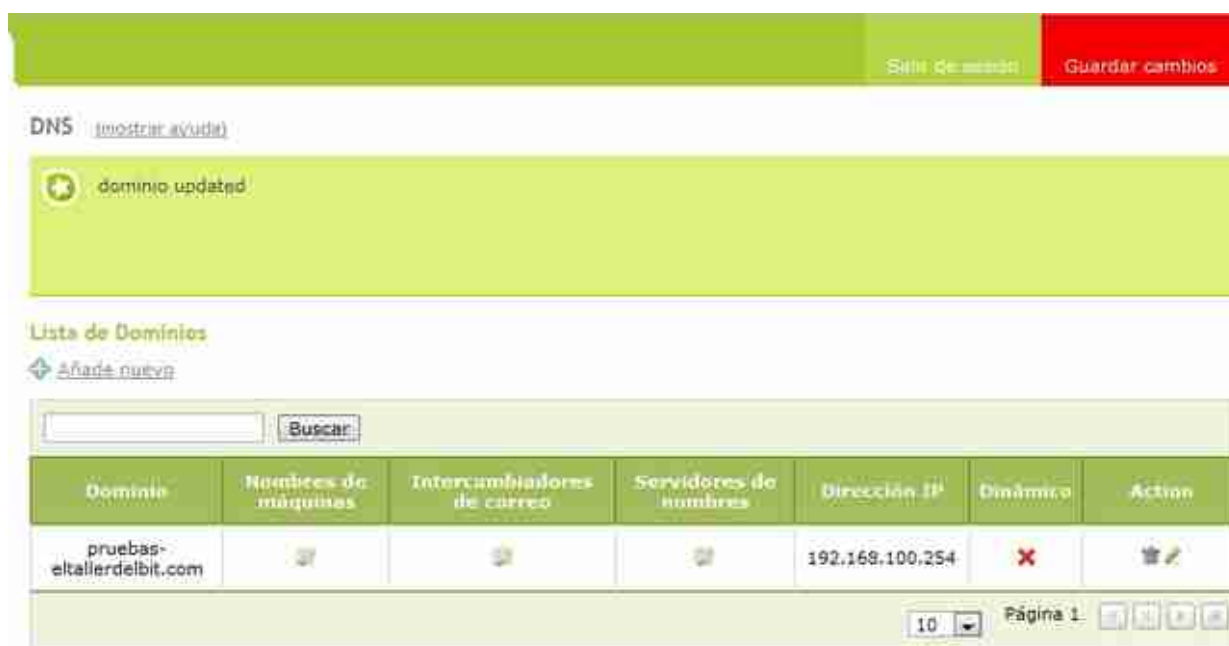 Salir de sesión
Guardar cambios
DNS (mostrar ayuda)
dominio updated
Lista de Dominios
Añade nuevo
Buscar
Dominio
Nombres de máquinas
Intercambiadores de correo
Servidores de nombres
Dirección IP
Dinámico
Action
pruebas-
eltallerdelbit.com
192.168.100.254
10
Página 1